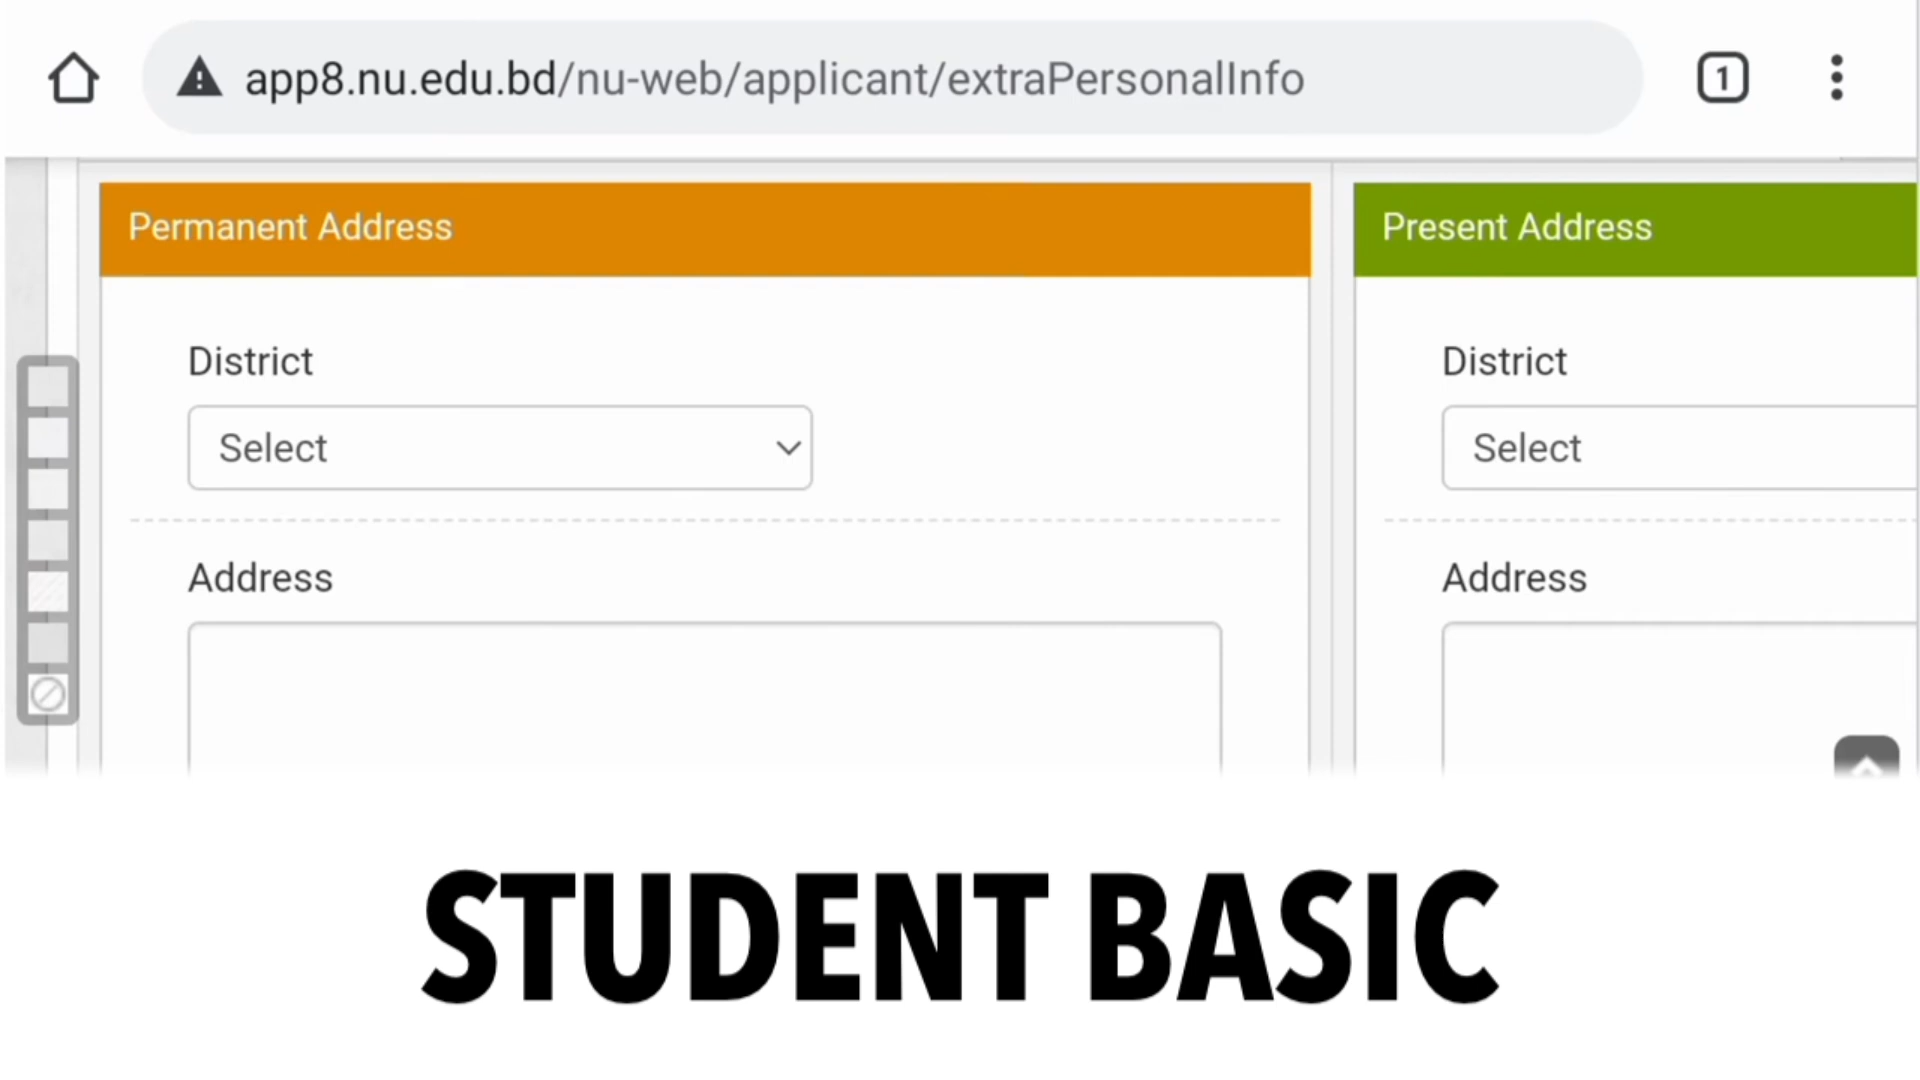 app8.nu.edu.bd/nu-web/applicant/extraPersonalInfo
1
Permanent Address
Present Address
District
District
Select
Select
Address
Address
STUDENT BASIC